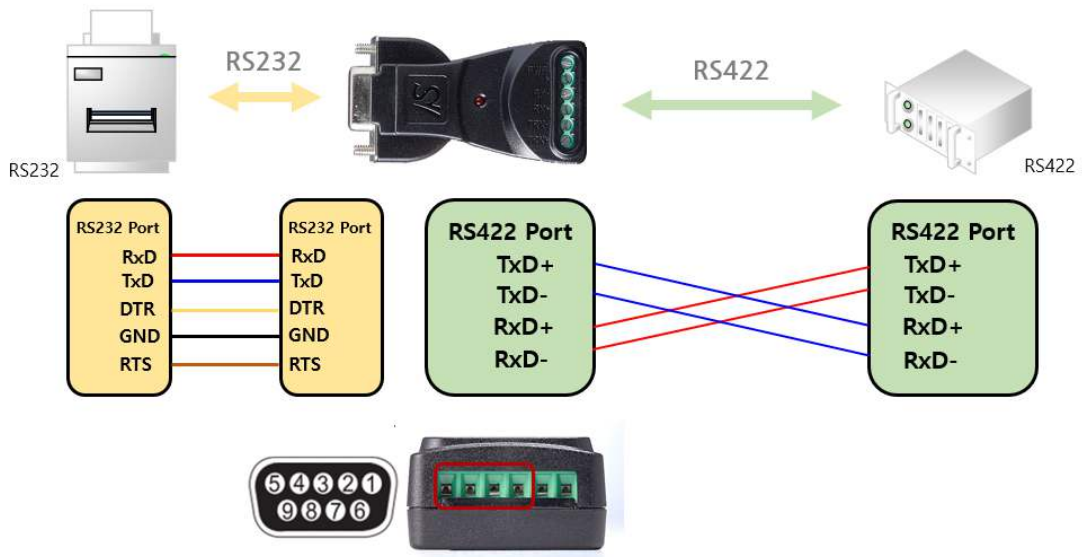 RS232
RS422
RS232
RS422
RS232 Port
RxD
TxD
DTR
GND
RTS
RS232 Port
RxD
TxD
DTR
GND
RTS
RS422 Port
TxD+
TxD-
RxD+
RxD-
RS422 Port
TxD+
TxD-
RxD+
RxD-
5 4 3 2 1
9 8 7 6